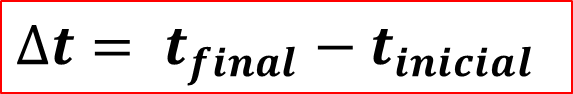 Δt = t_final − t_inicial